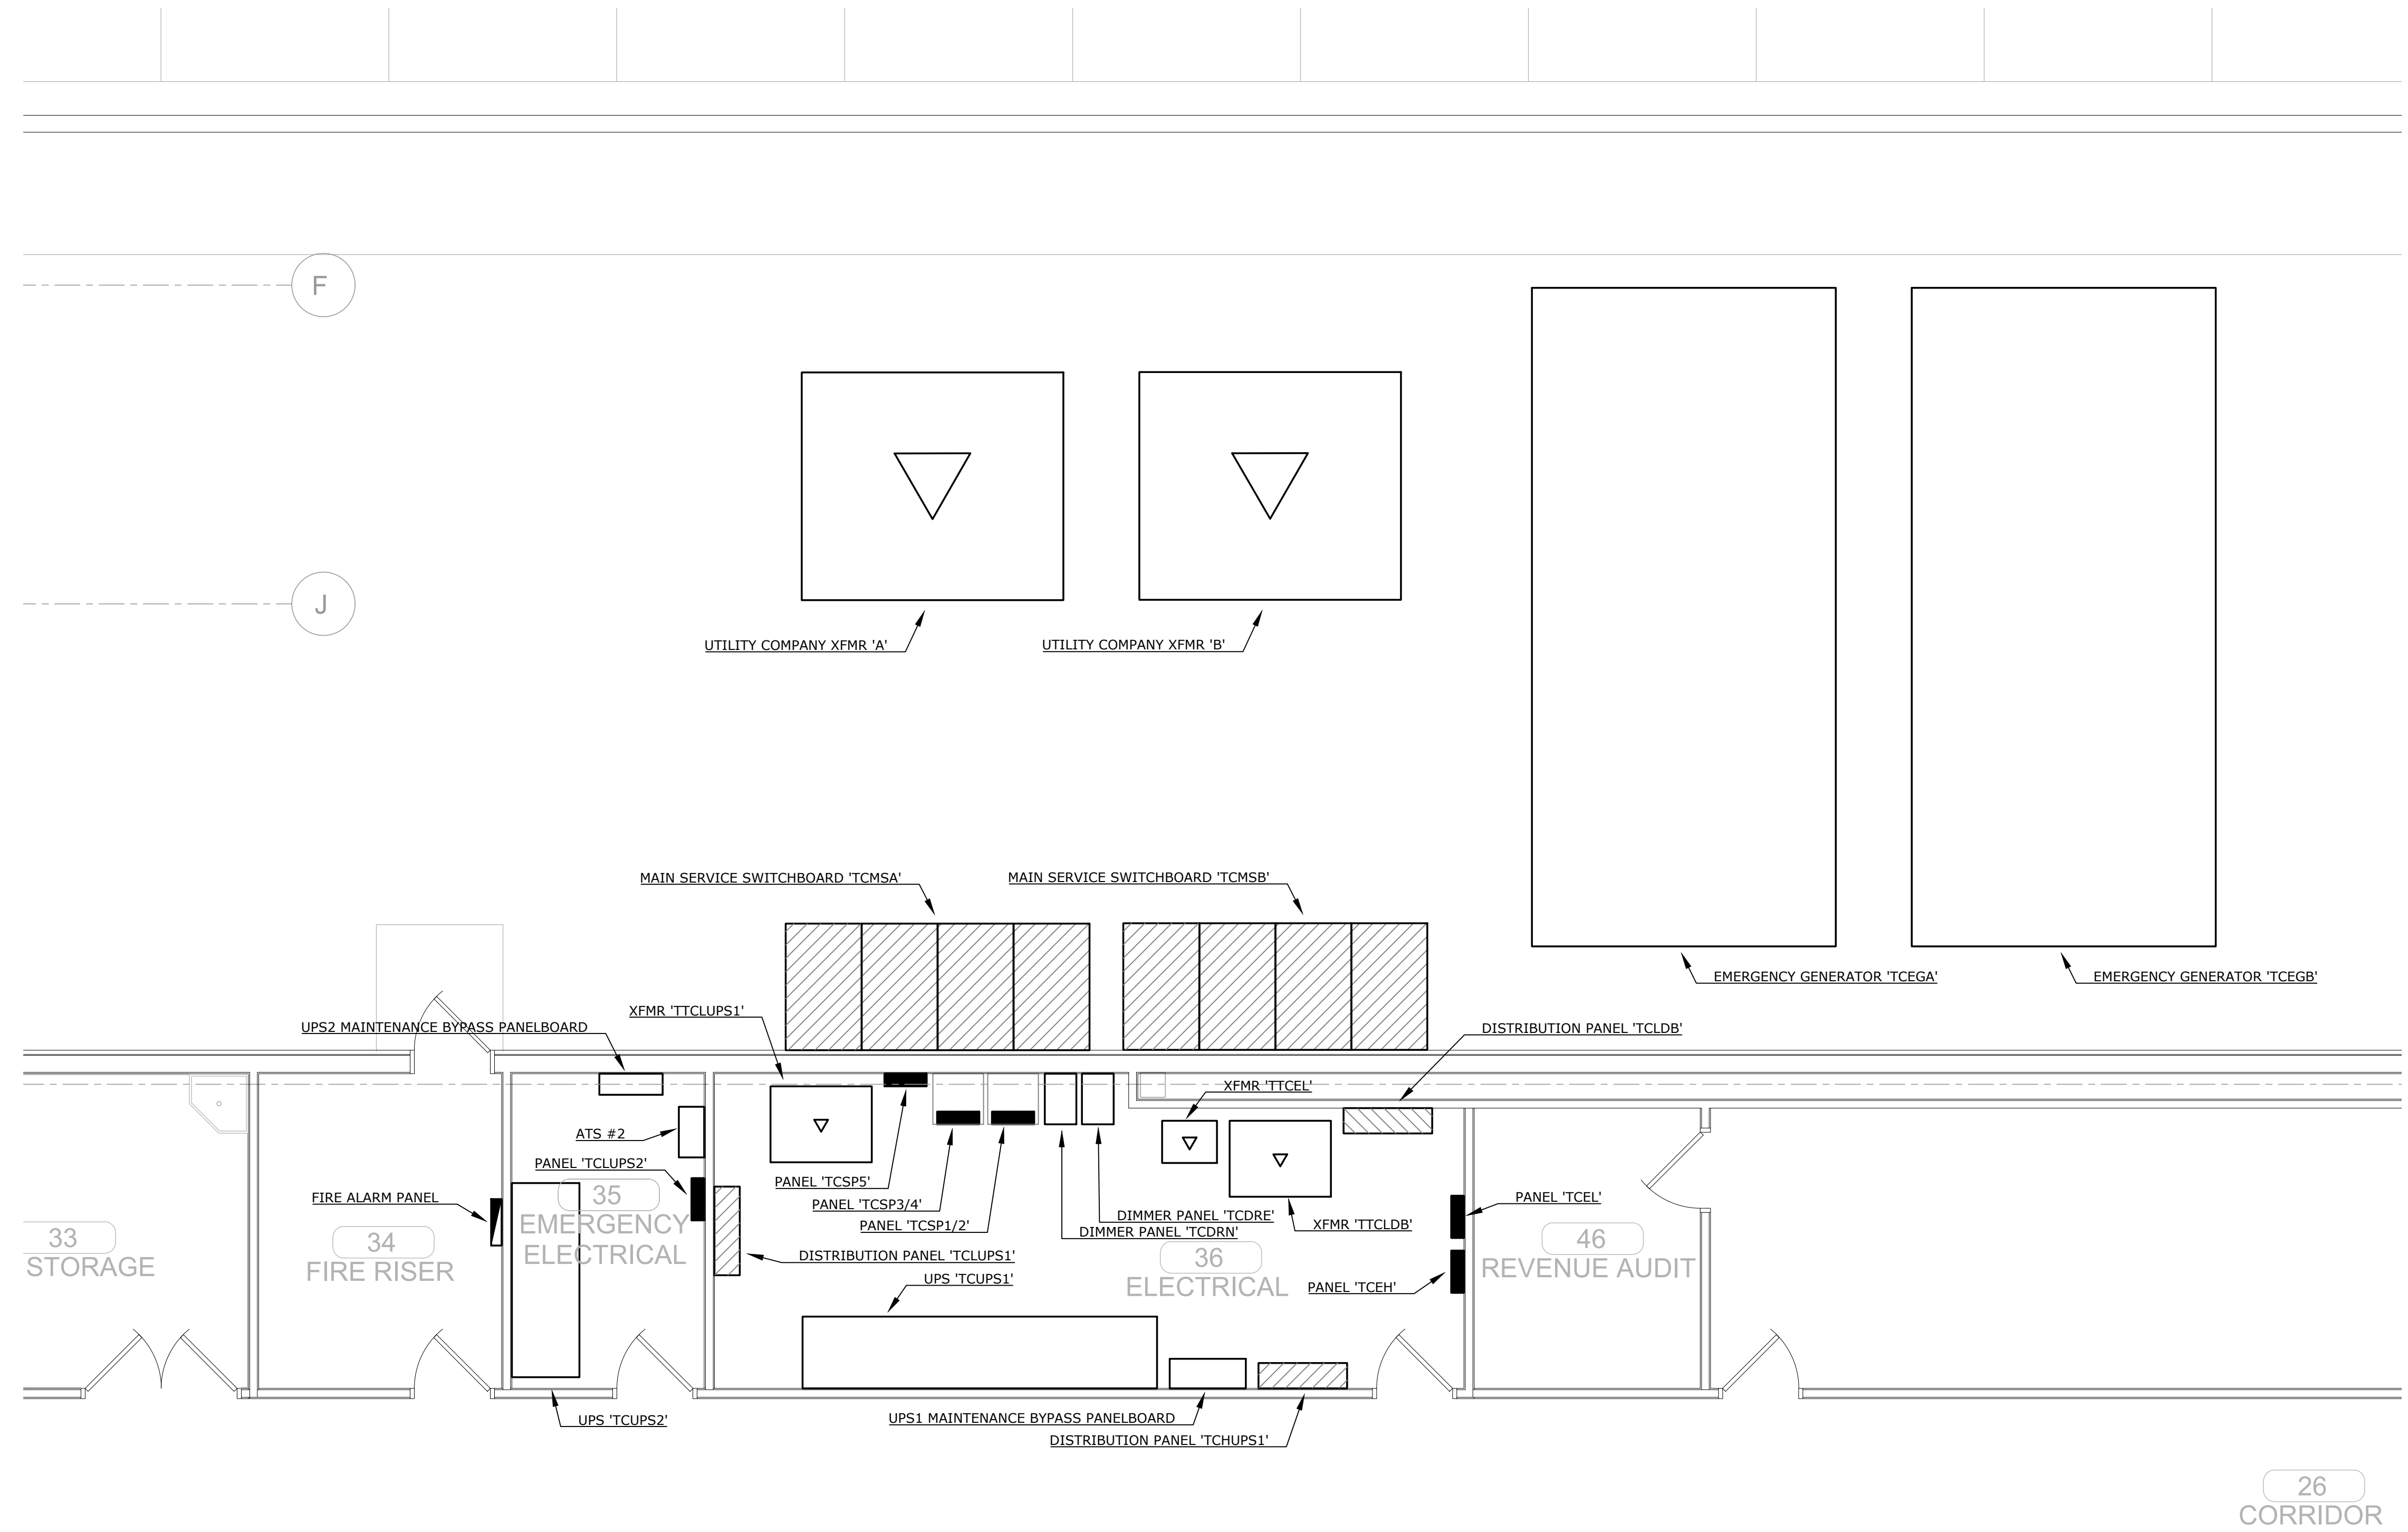 F
J
UTILITY COMPANY XFMR 'A'
UTILITY COMPANY XFMR 'B'
MAIN SERVICE SWITCHBOARD 'TCMSA'
MAIN SERVICE SWITCHBOARD 'TCMSB'
EMERGENCY GENERATOR 'TCEGA'
EMERGENCY GENERATOR 'TCEGB'
XFMR 'TTCLUPS1'
UPS2 MAINTENANCE BYPASS PANELBOARD
DISTRIBUTION PANEL 'TCLDB'
XFMR 'TTCEL'
ATS #2
PANEL 'TCLUPS2'
PANEL 'TCSP5'
FIRE ALARM PANEL
35
EMERGENCY
ELECTRICAL
PANEL 'TCSP3/4'
PANEL 'TCSP1/2'
DIMMER PANEL 'TCDRE'
DIMMER PANEL 'TCDRN'
XFMR 'TTCLDB'
PANEL 'TCEL'
33
STORAGE
34
FIRE RISER
DISTRIBUTION PANEL 'TCLUPS1'
UPS 'TCUPS1'
36
ELECTRICAL
PANEL 'TCEH'
46
REVENUE AUDIT
UPS 'TCUPS2'
UPS1 MAINTENANCE BYPASS PANELBOARD
DISTRIBUTION PANEL 'TCHUPS1'
26
CORRIDOR